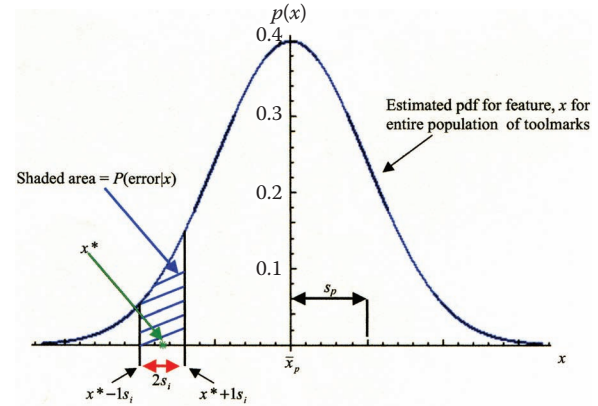 p(x)
0.4
0.3
Estimated pdf for feature, x for
entire population of toolmarks
Shaded area = P(error|x)
0.2
x*
0.1
s_p
x̄_p
x
2s_i
x*−1s_i
x*+1s_i